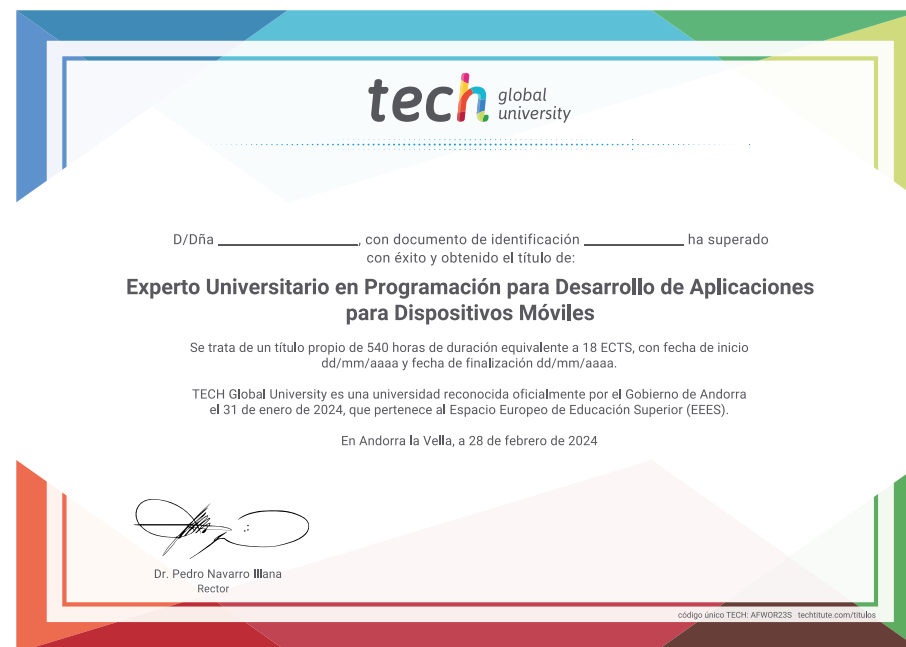 tech global university
D/Dña ______________, con documento de identificación __________ ha superado
con éxito y obtenido el título de:
Experto Universitario en Programación para Desarrollo de Aplicaciones
para Dispositivos Móviles
Se trata de un título propio de 540 horas de duración equivalente a 18 ECTS, con fecha de inicio
dd/mm/aaaa y fecha de finalización dd/mm/aaaa.
TECH Global University es una universidad reconocida oficialmente por el Gobierno de Andorra
el 31 de enero de 2024, que pertenece al Espacio Europeo de Educación Superior (EEES).
En Andorra la Vella, a 28 de febrero de 2024
Dr. Pedro Navarro Illana
Rector
código único TECH: AFWOR23S techtitute.com/titulos